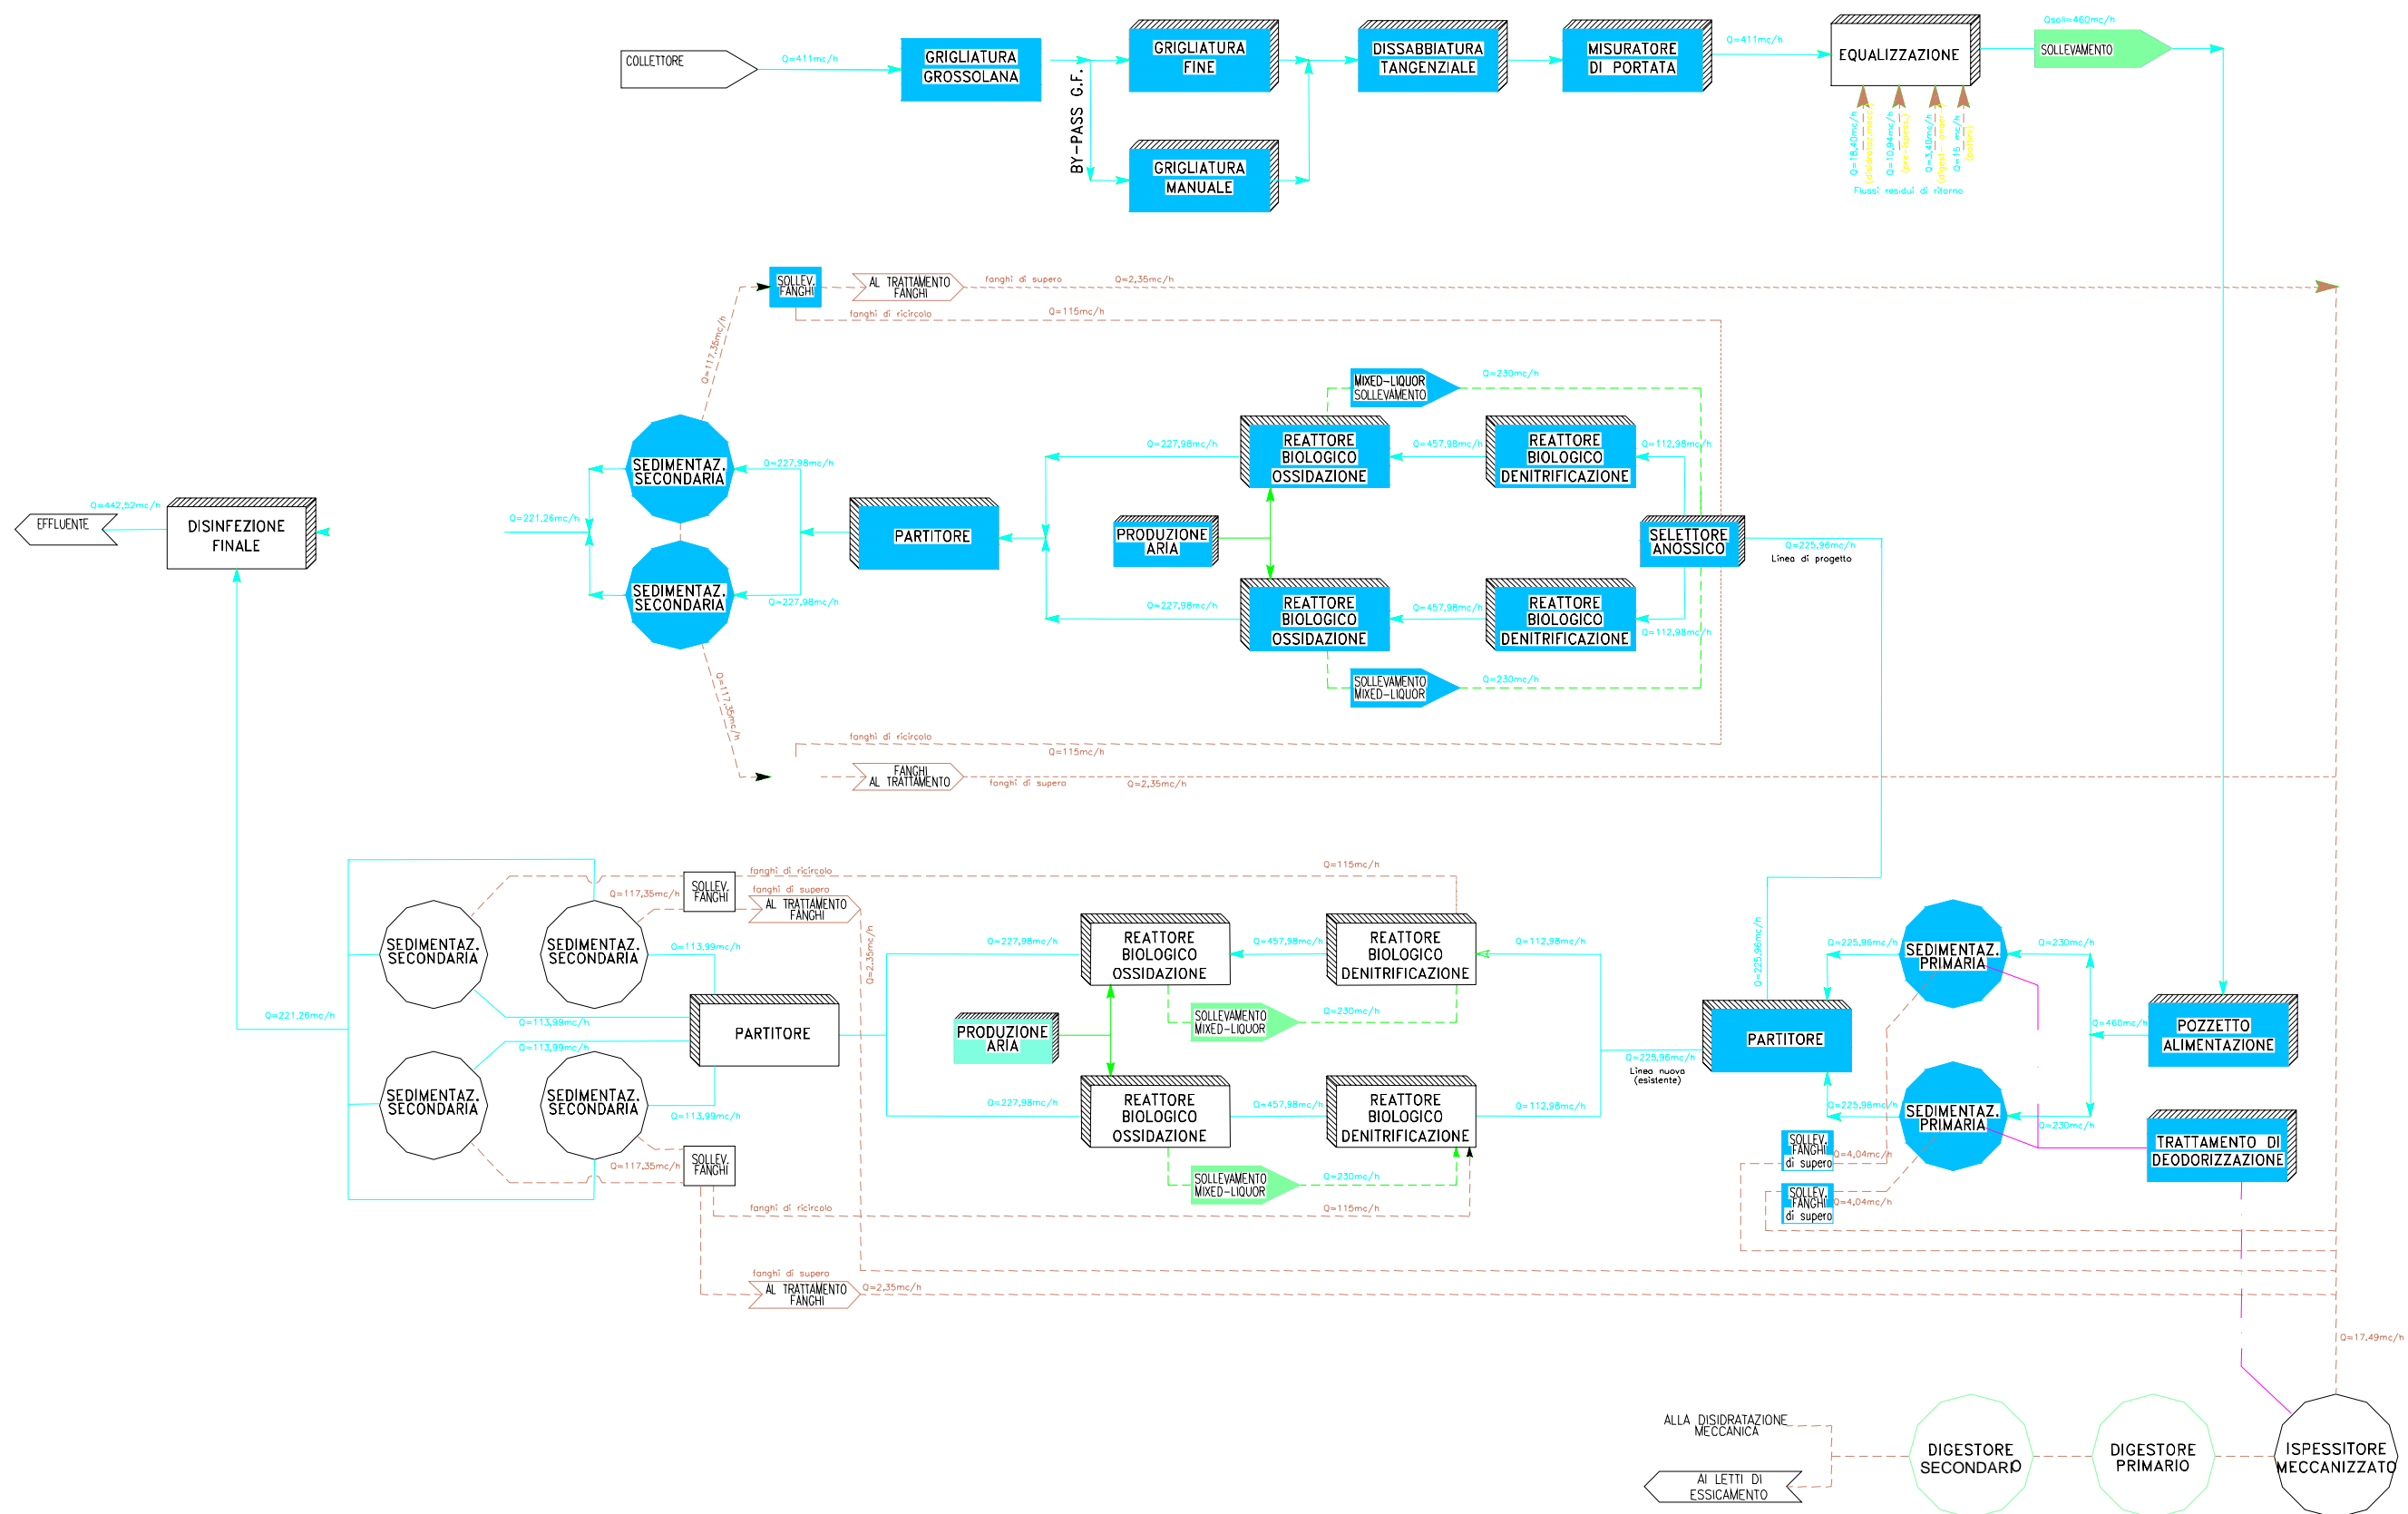 COLLETTORE
Q=411mc/h
GRIGLIATURA
GROSSOLANA
BY-PASS G.F.
GRIGLIATURA
FINE
GRIGLIATURA
MANUALE
DISSABBIATURA
TANGENZIALE
MISURATORE
DI PORTATA
Q=411mc/h
EQUALIZZAZIONE
Qsoll=460mc/h
SOLLEVAMENTO
Q=18,40mc/h
Q=10,94mc/h
(pre-ispess.)
Q=3,40mc/h
Q=16 mc/h
Flussi residui di ritorno
SOLLEV.
FANGHI
AL TRATTAMENTO
FANGHI
fanghi di supero
Q=2,35mc/h
fanghi di ricircolo
Q=115mc/h
Q=117,35mc/h
MIXED-LIQUOR
SOLLEVAMENTO
Q=230mc/h
SEDIMENTAZ.
SECONDARIA
Q=227,98mc/h
Q=227,98mc/h
REATTORE
BIOLOGICO
OSSIDAZIONE
Q=457,98mc/h
REATTORE
BIOLOGICO
DENITRIFICAZIONE
Q=112,98mc/h
EFFLUENTE
Q=442,52mc/h
DISINFEZIONE
FINALE
Q=221,26mc/h
PARTITORE
PRODUZIONE
ARIA
SELETTORE
ANOSSICO
Q=225,96mc/h
Linea di progetto
SEDIMENTAZ.
SECONDARIA
Q=227,98mc/h
Q=227,98mc/h
REATTORE
BIOLOGICO
OSSIDAZIONE
Q=457,98mc/h
REATTORE
BIOLOGICO
DENITRIFICAZIONE
Q=112,98mc/h
SOLLEVAMENTO
MIXED-LIQUOR
Q=230mc/h
Q=117,35mc/h
fanghi di ricircolo
Q=115mc/h
FANGHI
AL TRATTAMENTO
fanghi di supero
Q=2,35mc/h
SOLLEV.
FANGHI
Q=117,35mc/h
fanghi di ricircolo
Q=115mc/h
fanghi di supero
AL TRATTAMENTO
FANGHI
Q=2,35mc/h
SEDIMENTAZ.
SECONDARIA
SEDIMENTAZ.
SECONDARIA
Q=113,99mc/h
Q=227,98mc/h
REATTORE
BIOLOGICO
OSSIDAZIONE
Q=457,98mc/h
REATTORE
BIOLOGICO
DENITRIFICAZIONE
Q=112,98mc/h
Q=225,96mc/h
Q=225,96mc/h
SEDIMENTAZ.
PRIMARIA
Q=230mc/h
Q=221,26mc/h
Q=113,99mc/h
Q=113,99mc/h
PARTITORE
PRODUZIONE
ARIA
SOLLEVAMENTO
MIXED-LIQUOR
Q=230mc/h
Q=225,96mc/h
Linea nuova
(esistente)
PARTITORE
Q=460mc/h
POZZETTO
ALIMENTAZIONE
SEDIMENTAZ.
SECONDARIA
SEDIMENTAZ.
SECONDARIA
Q=113,99mc/h
Q=227,98mc/h
REATTORE
BIOLOGICO
OSSIDAZIONE
Q=457,98mc/h
REATTORE
BIOLOGICO
DENITRIFICAZIONE
Q=112,98mc/h
Q=225,96mc/h
SEDIMENTAZ.
PRIMARIA
Q=230mc/h
TRATTAMENTO DI
DEODORIZZAZIONE
SOLLEV.
FANGHI
Q=117,35mc/h
SOLLEVAMENTO
MIXED-LIQUOR
Q=230mc/h
fanghi di ricircolo
Q=115mc/h
SOLLEV.
FANGHI
di supero
Q=4,04mc/h
SOLLEV.
FANGHI
di supero
Q=4,04mc/h
fanghi di supero
AL TRATTAMENTO
FANGHI
Q=2,35mc/h
Q=17,49mc/h
ALLA DISIDRATAZIONE
MECCANICA
AI LETTI DI
ESSICAMENTO
DIGESTORE
SECONDARIO
DIGESTORE
PRIMARIO
ISPESSITORE
MECCANIZZATO